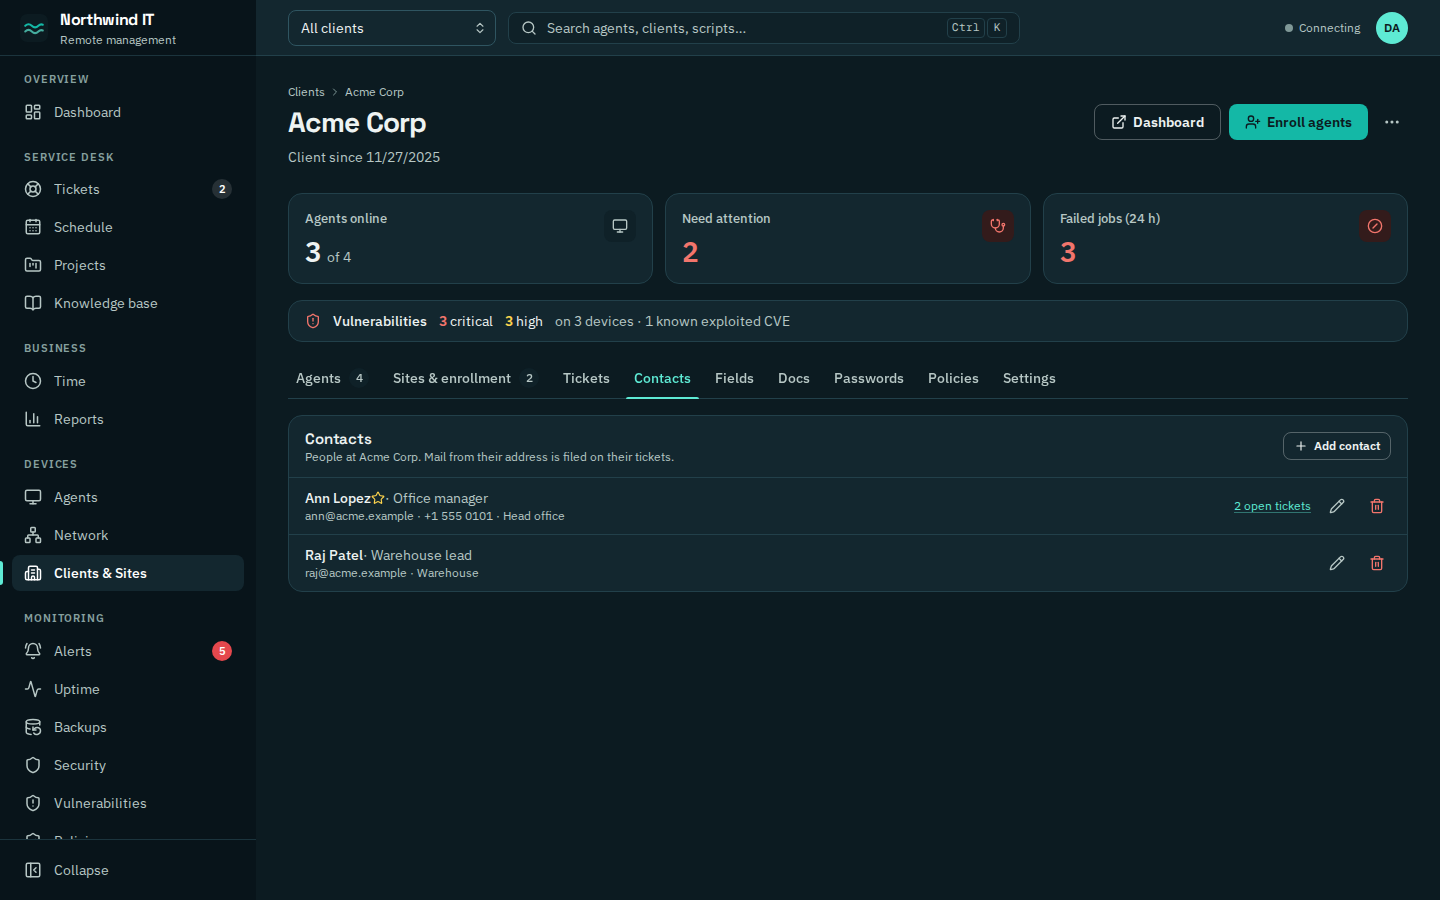 Northwind IT
Remote management
All clients
Search agents, clients, scripts...
Ctrl K
Connecting
DA
OVERVIEW
Dashboard
SERVICE DESK
Tickets 2
Schedule
Projects
Knowledge base
BUSINESS
Time
Reports
DEVICES
Agents
Network
Clients & Sites
MONITORING
Alerts 5
Uptime
Backups
Security
Vulnerabilities
Collapse
Clients > Acme Corp
Acme Corp
Client since 11/27/2025
Dashboard
Enroll agents
Agents online
3 of 4
Need attention
2
Failed jobs (24 h)
3
Vulnerabilities 3 critical 3 high on 3 devices · 1 known exploited CVE
Agents 4 Sites & enrollment 2 Tickets Contacts Fields Docs Passwords Policies Settings
Contacts
People at Acme Corp. Mail from their address is filed on their tickets.
Add contact
Ann Lopez · Office manager
ann@acme.example · +1 555 0101 · Head office
2 open tickets
Raj Patel · Warehouse lead
raj@acme.example · Warehouse